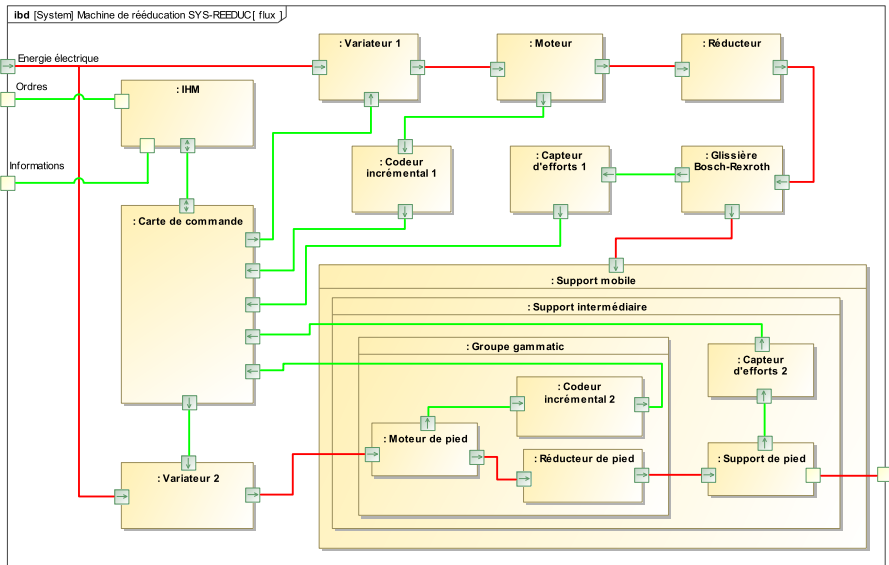 ibd [System] Machine de rééducation SYS-REEDUC[ flux ]
Energie électrique
Ordres
Informations
: IHM
: Variateur 1
: Moteur
: Réducteur
: Codeur
incrémental 1
: Capteur
d'efforts 1
: Glissière
Bosch-Rexroth
: Carte de commande
: Support mobile
: Support intermédiaire
: Groupe gammatic
: Codeur
incrémental 2
: Capteur
d'efforts 2
: Moteur de pied
: Réducteur de pied
: Support de pied
: Variateur 2